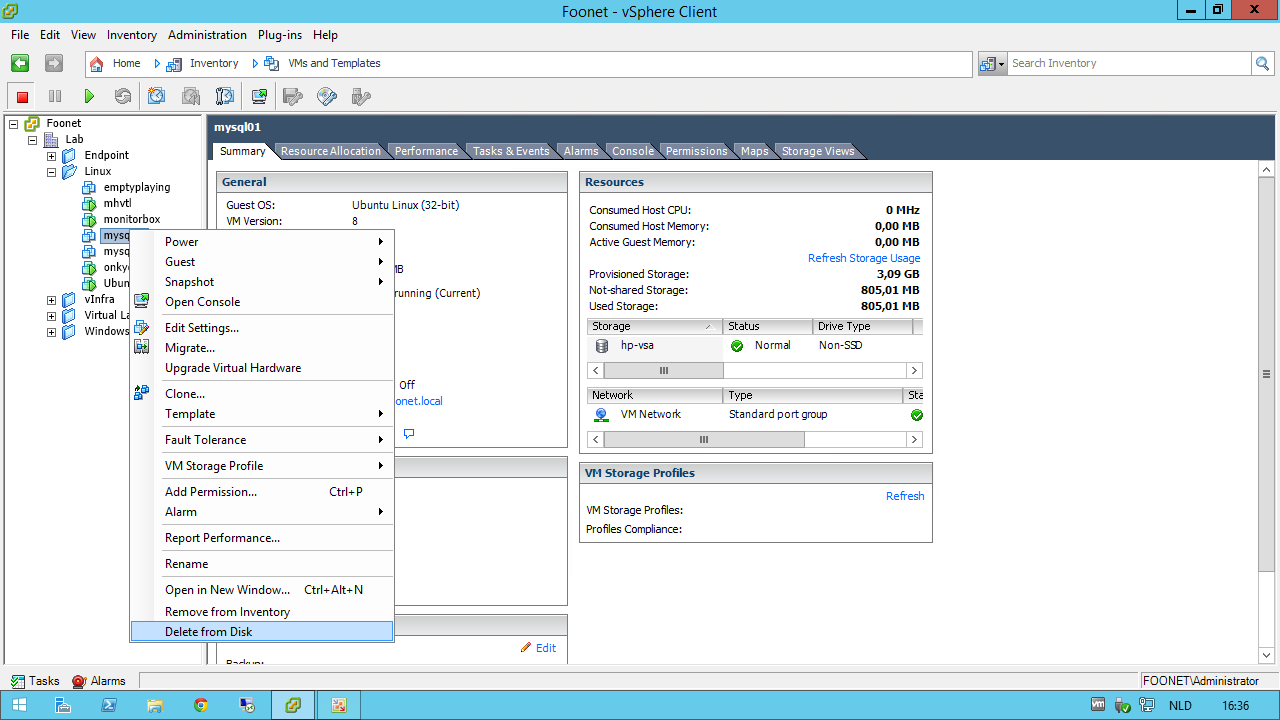 Foonet - vSphere Client
File Edit View Inventory Administration Plug-ins Help
Home Inventory VMs and Templates Search Inventory
Foonet
Lab
Endpoint
Linux
emptyplaying
mhvtl
monitorbox
mysq
mysq
onky
Ubun
vInfra
Virtual La
Windows
mysql01
Summary Resource Allocation Performance Tasks & Events Alarms Console Permissions Maps Storage Views
General
Guest OS: Ubuntu Linux (32-bit)
VM Version: 8
MB
running (Current)
Off
onet.local
Edit
Power
Guest
Snapshot
Open Console
Edit Settings...
Migrate...
Upgrade Virtual Hardware
Clone...
Template
Fault Tolerance
VM Storage Profile
Add Permission... Ctrl+P
Alarm
Report Performance...
Rename
Open in New Window... Ctrl+Alt+N
Remove from Inventory
Delete from Disk
Resources
Consumed Host CPU: 0 MHz
Consumed Host Memory: 0,00 MB
Active Guest Memory: 0,00 MB
Refresh Storage Usage
Provisioned Storage: 3,09 GB
Not-shared Storage: 805,01 MB
Used Storage: 805,01 MB
Storage Status Drive Type
hp-vsa Normal Non-SSD
Network Type Sta
VM Network Standard port group
VM Storage Profiles
Refresh
VM Storage Profiles:
Profiles Compliance:
Tasks Alarms FOONET\Administrator
vm NLD 16:36